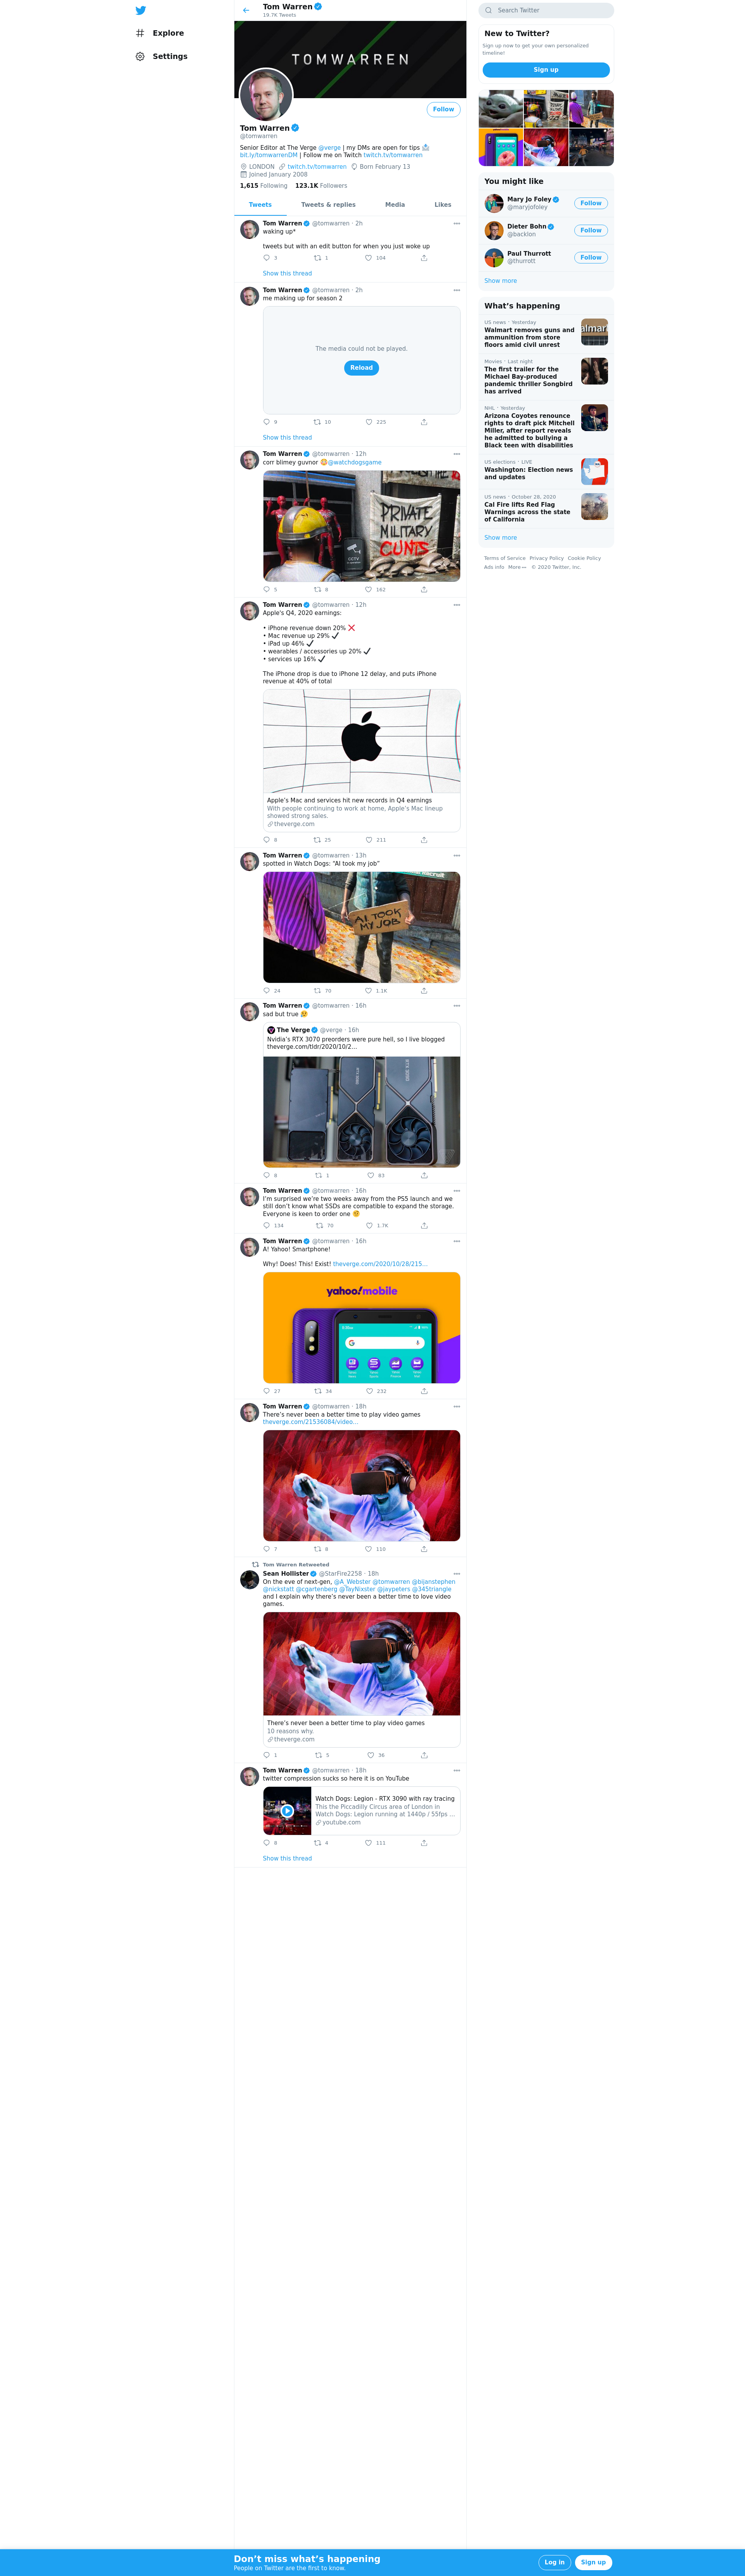 Explore
Settings
Tom Warren
19.7K Tweets
TOMWARREN
Follow
Tom Warren
@tomwarren
Senior Editor at The Verge @verge | my DMs are open for tips 📩
bit.ly/tomwarrenDM | Follow me on Twitch twitch.tv/tomwarren
LONDON twitch.tv/tomwarren Born February 13
Joined January 2008
1,615 Following 123.1K Followers
Tweets Tweets & replies Media Likes
Tom Warren @tomwarren · 2h
waking up*
tweets but with an edit button for when you just woke up
3 1 104
Show this thread
Tom Warren @tomwarren · 2h
me making up for season 2
The media could not be played.
Reload
9 10 225
Show this thread
Tom Warren @tomwarren · 12h
corr blimey guvnor 😳@watchdogsgame
PRIVATE
MILITARY
CUNTS
CCTV
5 8 162
Tom Warren @tomwarren · 12h
Apple's Q4, 2020 earnings:
• iPhone revenue down 20% ❌
• Mac revenue up 29% ✔
• iPad up 46% ✔
• wearables / accessories up 20% ✔
• services up 16% ✔
The iPhone drop is due to iPhone 12 delay, and puts iPhone
revenue at 40% of total
Apple’s Mac and services hit new records in Q4 earnings
With people continuing to work at home, Apple’s Mac lineup
showed strong sales.
theverge.com
8 25 211
Tom Warren @tomwarren · 13h
spotted in Watch Dogs: “AI took my job”
A.I. TOOK
MY JOB
24 70 1.1K
Tom Warren @tomwarren · 16h
sad but true 😥
The Verge @verge · 16h
Nvidia’s RTX 3070 preorders were pure hell, so I live blogged
theverge.com/tldr/2020/10/2…
8 1 83
Tom Warren @tomwarren · 16h
I’m surprised we’re two weeks away from the PS5 launch and we
still don’t know what SSDs are compatible to expand the storage.
Everyone is keen to order one 🤔
134 70 1.7K
Tom Warren @tomwarren · 16h
A! Yahoo! Smartphone!
Why! Does! This! Exist! theverge.com/2020/10/28/215…
yahoo!mobile
27 34 232
Tom Warren @tomwarren · 18h
There’s never been a better time to play video games
theverge.com/21536084/video…
7 8 110
Tom Warren Retweeted
Sean Hollister @StarFire2258 · 18h
On the eve of next-gen, @A_Webster @tomwarren @bijanstephen
@nickstatt @cgartenberg @TayNixster @jaypeters @345triangle
and I explain why there’s never been a better time to love video
games.
There’s never been a better time to play video games
10 reasons why.
theverge.com
1 5 36
Tom Warren @tomwarren · 18h
twitter compression sucks so here it is on YouTube
Watch Dogs: Legion - RTX 3090 with ray tracing
This the Piccadilly Circus area of London in
Watch Dogs: Legion running at 1440p / 55fps ...
youtube.com
8 4 111
Show this thread
Search Twitter
New to Twitter?
Sign up now to get your own personalized
timeline!
Sign up
You might like
Mary Jo Foley
@maryjofoley
Follow
Dieter Bohn
@backlon
Follow
Paul Thurrott
@thurrott
Follow
Show more
What’s happening
US news · Yesterday
Walmart removes guns and
ammunition from store
floors amid civil unrest
Movies · Last night
The first trailer for the
Michael Bay-produced
pandemic thriller Songbird
has arrived
NHL · Yesterday
Arizona Coyotes renounce
rights to draft pick Mitchell
Miller, after report reveals
he admitted to bullying a
Black teen with disabilities
US elections · LIVE
Washington: Election news
and updates
US news · October 28, 2020
Cal Fire lifts Red Flag
Warnings across the state
of California
Show more
Terms of Service Privacy Policy Cookie Policy
Ads info More ··· © 2020 Twitter, Inc.
Don’t miss what’s happening
People on Twitter are the first to know.
Log in Sign up